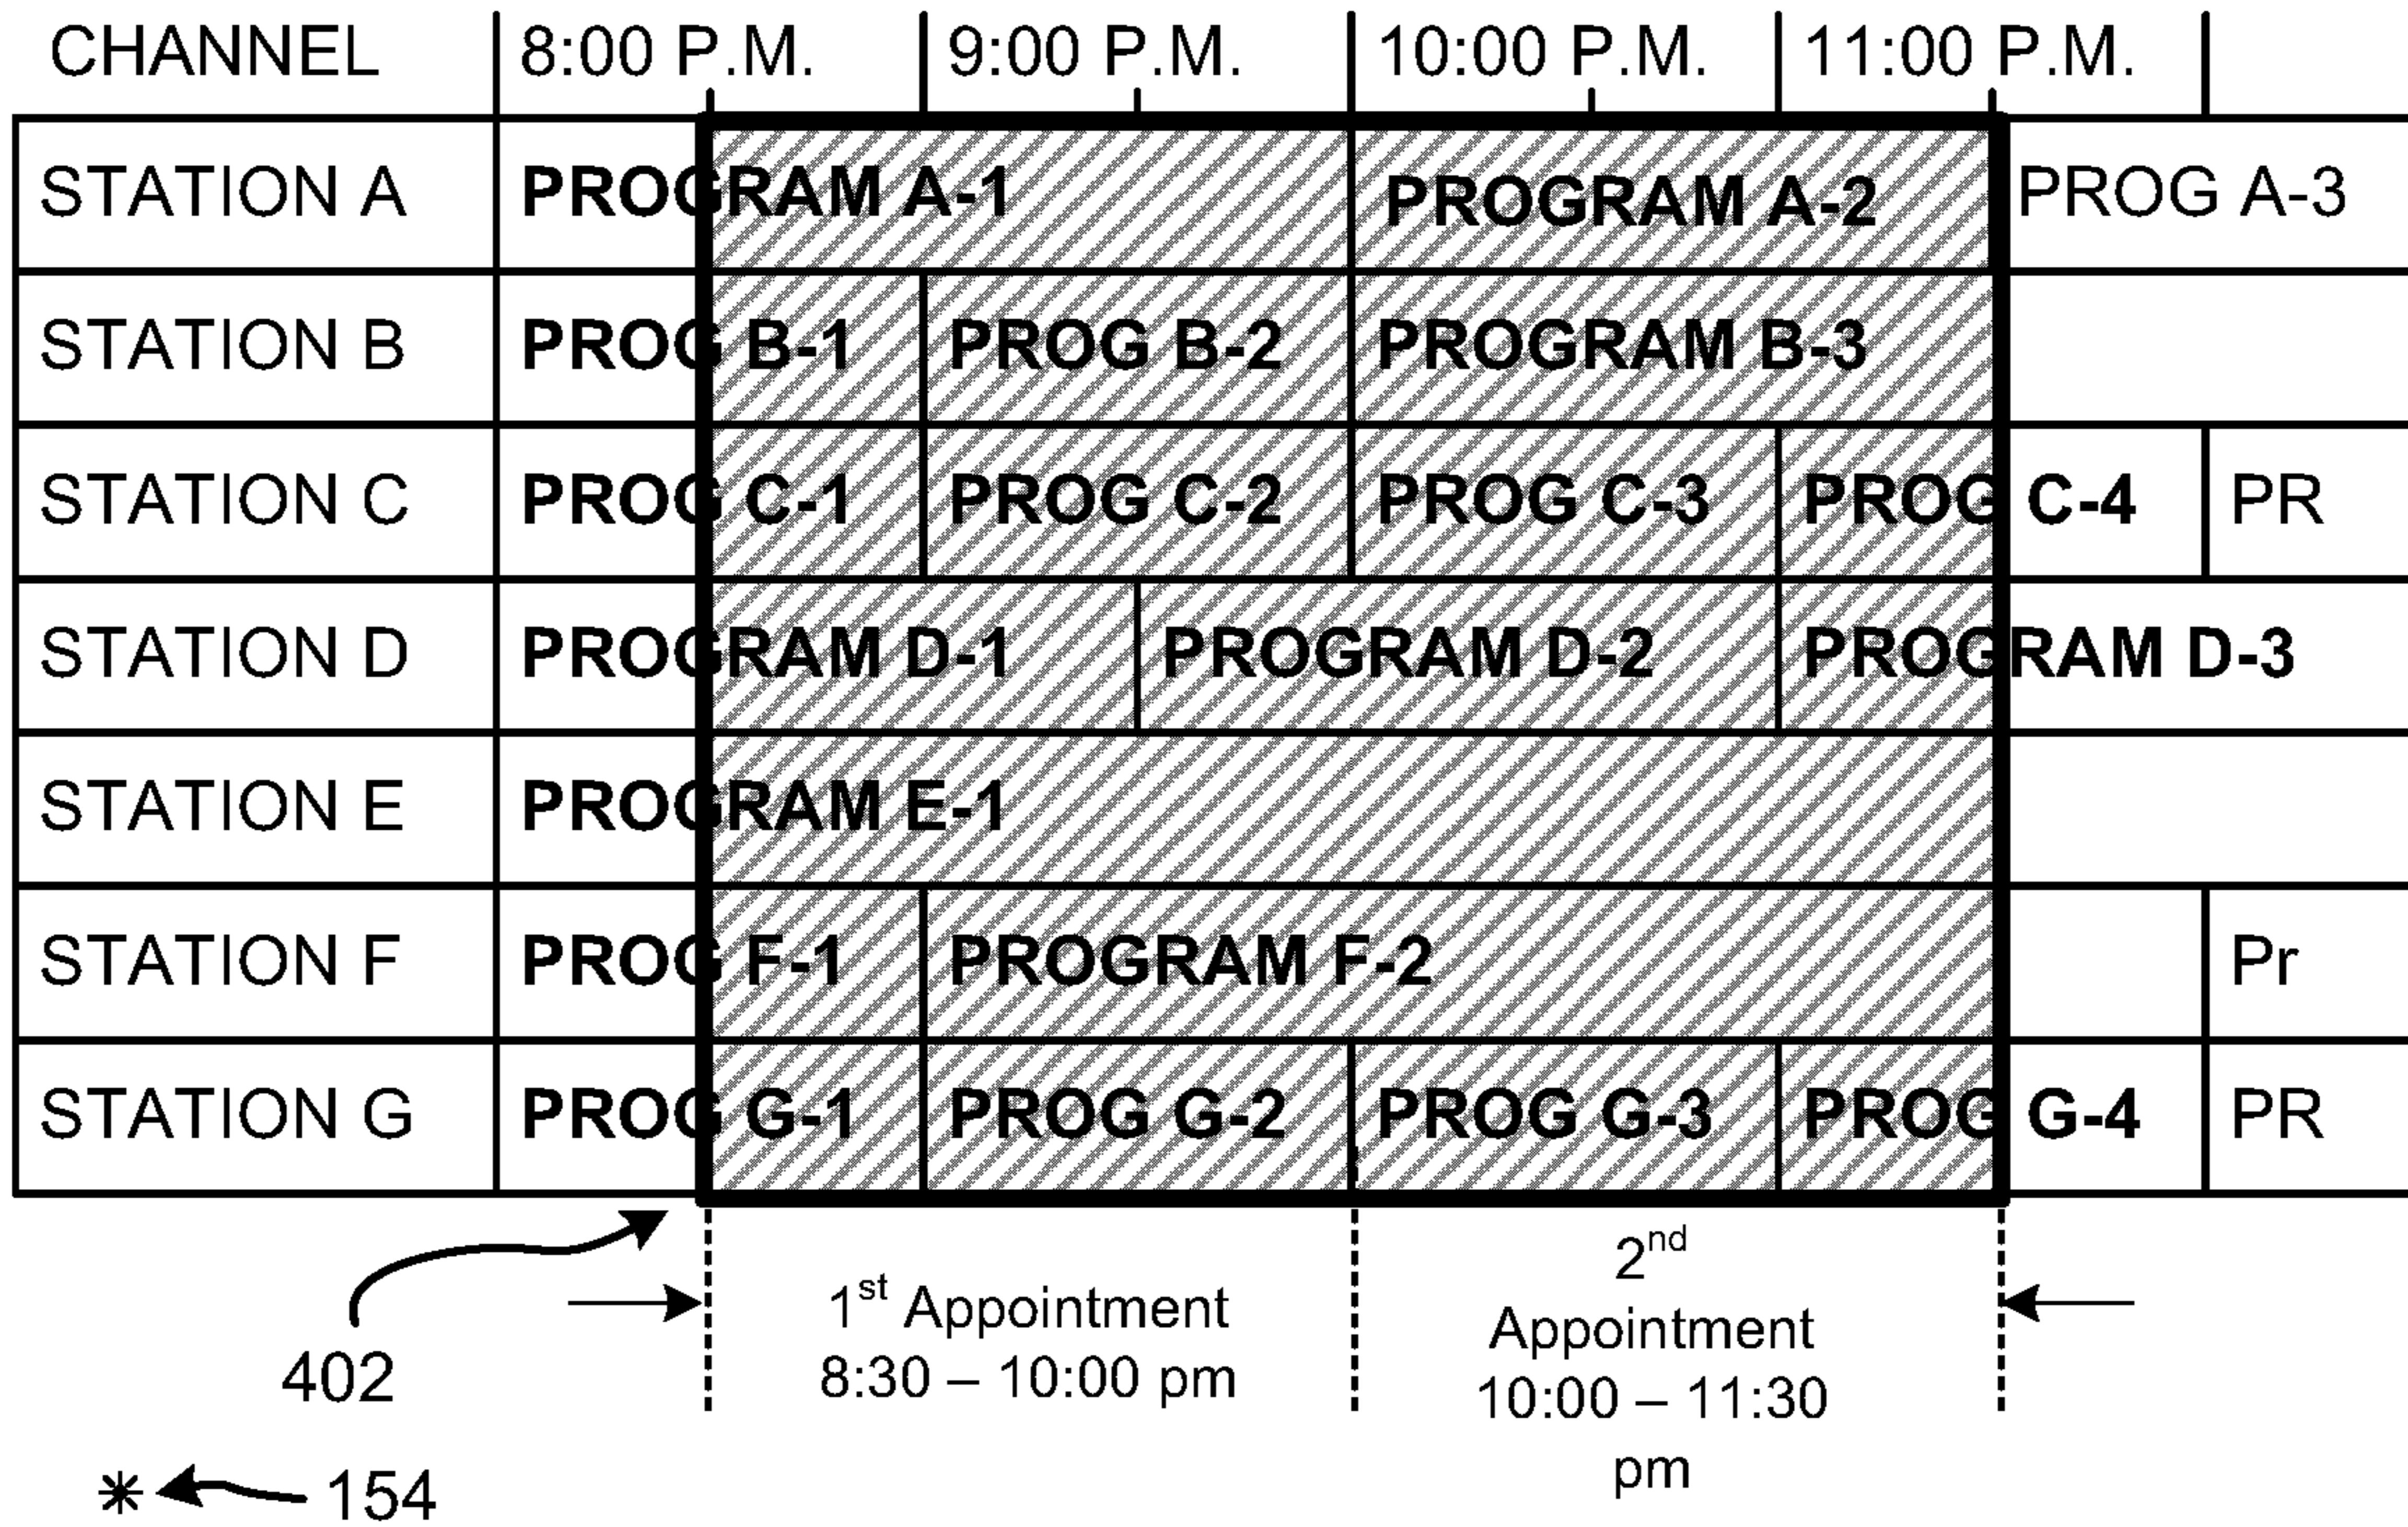 CHANNEL 8:00 P.M. 9:00 P.M. 10:00 P.M. 11:00 P.M.
STATION A PROGRAM A-1 PROGRAM A-2 PROG A-3
STATION B PROG B-1 PROG B-2 PROGRAM B-3
STATION C PROG C-1 PROG C-2 PROG C-3 PROG C-4 PR
STATION D PROGRAM D-1 PROGRAM D-2 PROGRAM D-3
STATION E PROGRAM E-1
STATION F PROG F-1 PROGRAM F-2 Pr
STATION G PROG G-1 PROG G-2 PROG G-3 PROG G-4 PR
1st Appointment
8:30 – 10:00 pm
2nd
Appointment
10:00 – 11:30
pm
402
* 154